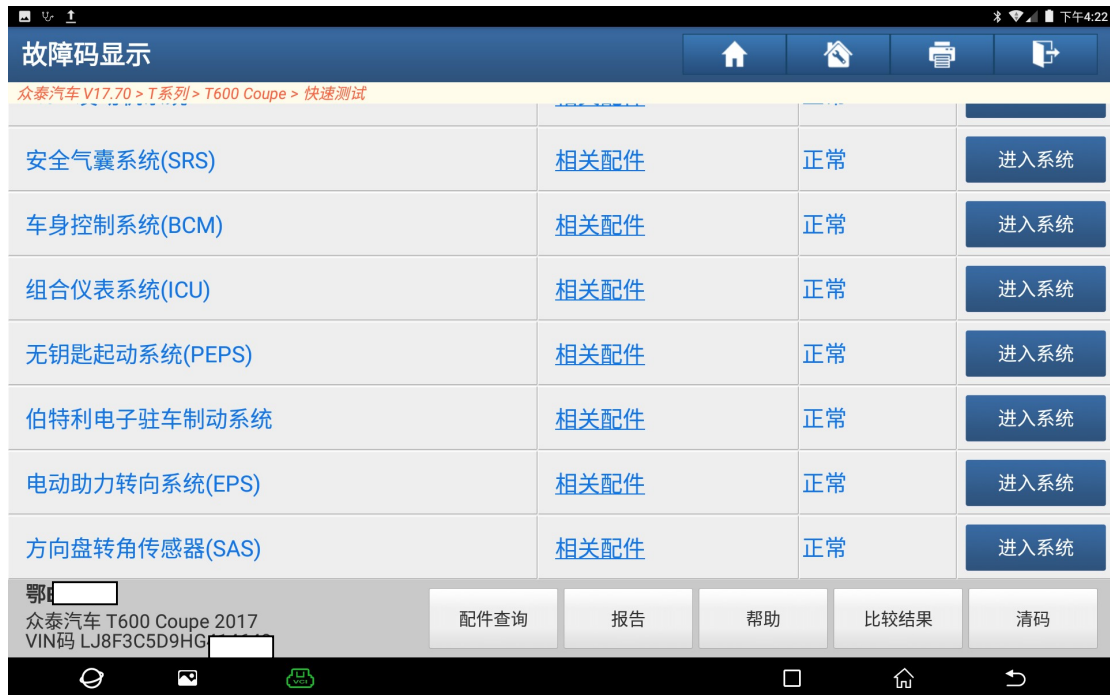 下午4:22
故障码显示
众泰汽车 V17.70 > T系列 > T600 Coupe > 快速测试
安全气囊系统(SRS) 相关配件 正常 进入系统
车身控制系统(BCM) 相关配件 正常 进入系统
组合仪表系统(ICU) 相关配件 正常 进入系统
无钥匙起动系统(PEPS) 相关配件 正常 进入系统
伯特利电子驻车制动系统 相关配件 正常 进入系统
电动助力转向系统(EPS) 相关配件 正常 进入系统
方向盘转角传感器(SAS) 相关配件 正常 进入系统
鄂
众泰汽车 T600 Coupe 2017
VIN码 LJ8F3C5D9HG
配件查询 报告 帮助 比较结果 清码
VCI